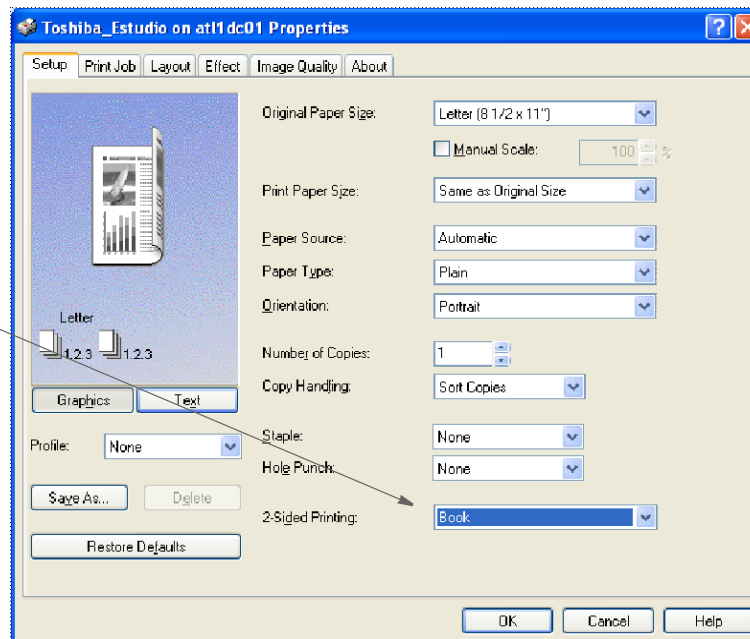 Toshiba_Estudio on atl1dc01 Properties
Setup Print Job Layout Effect Image Quality About
Original Paper Size: Letter (8 1/2 x 11")
Manual Scale: 100 %
Print Paper Size: Same as Original Size
Paper Source: Automatic
Paper Type: Plain
Orientation: Portrait
Letter
1.2.3 1.2.3
Number of Copies: 1
Copy Handling: Sort Copies
Graphics Text
Staple: None
Profile: None
Hole Punch: None
Save As... Delete
2-Sided Printing: Book
Restore Defaults
OK Cancel Help